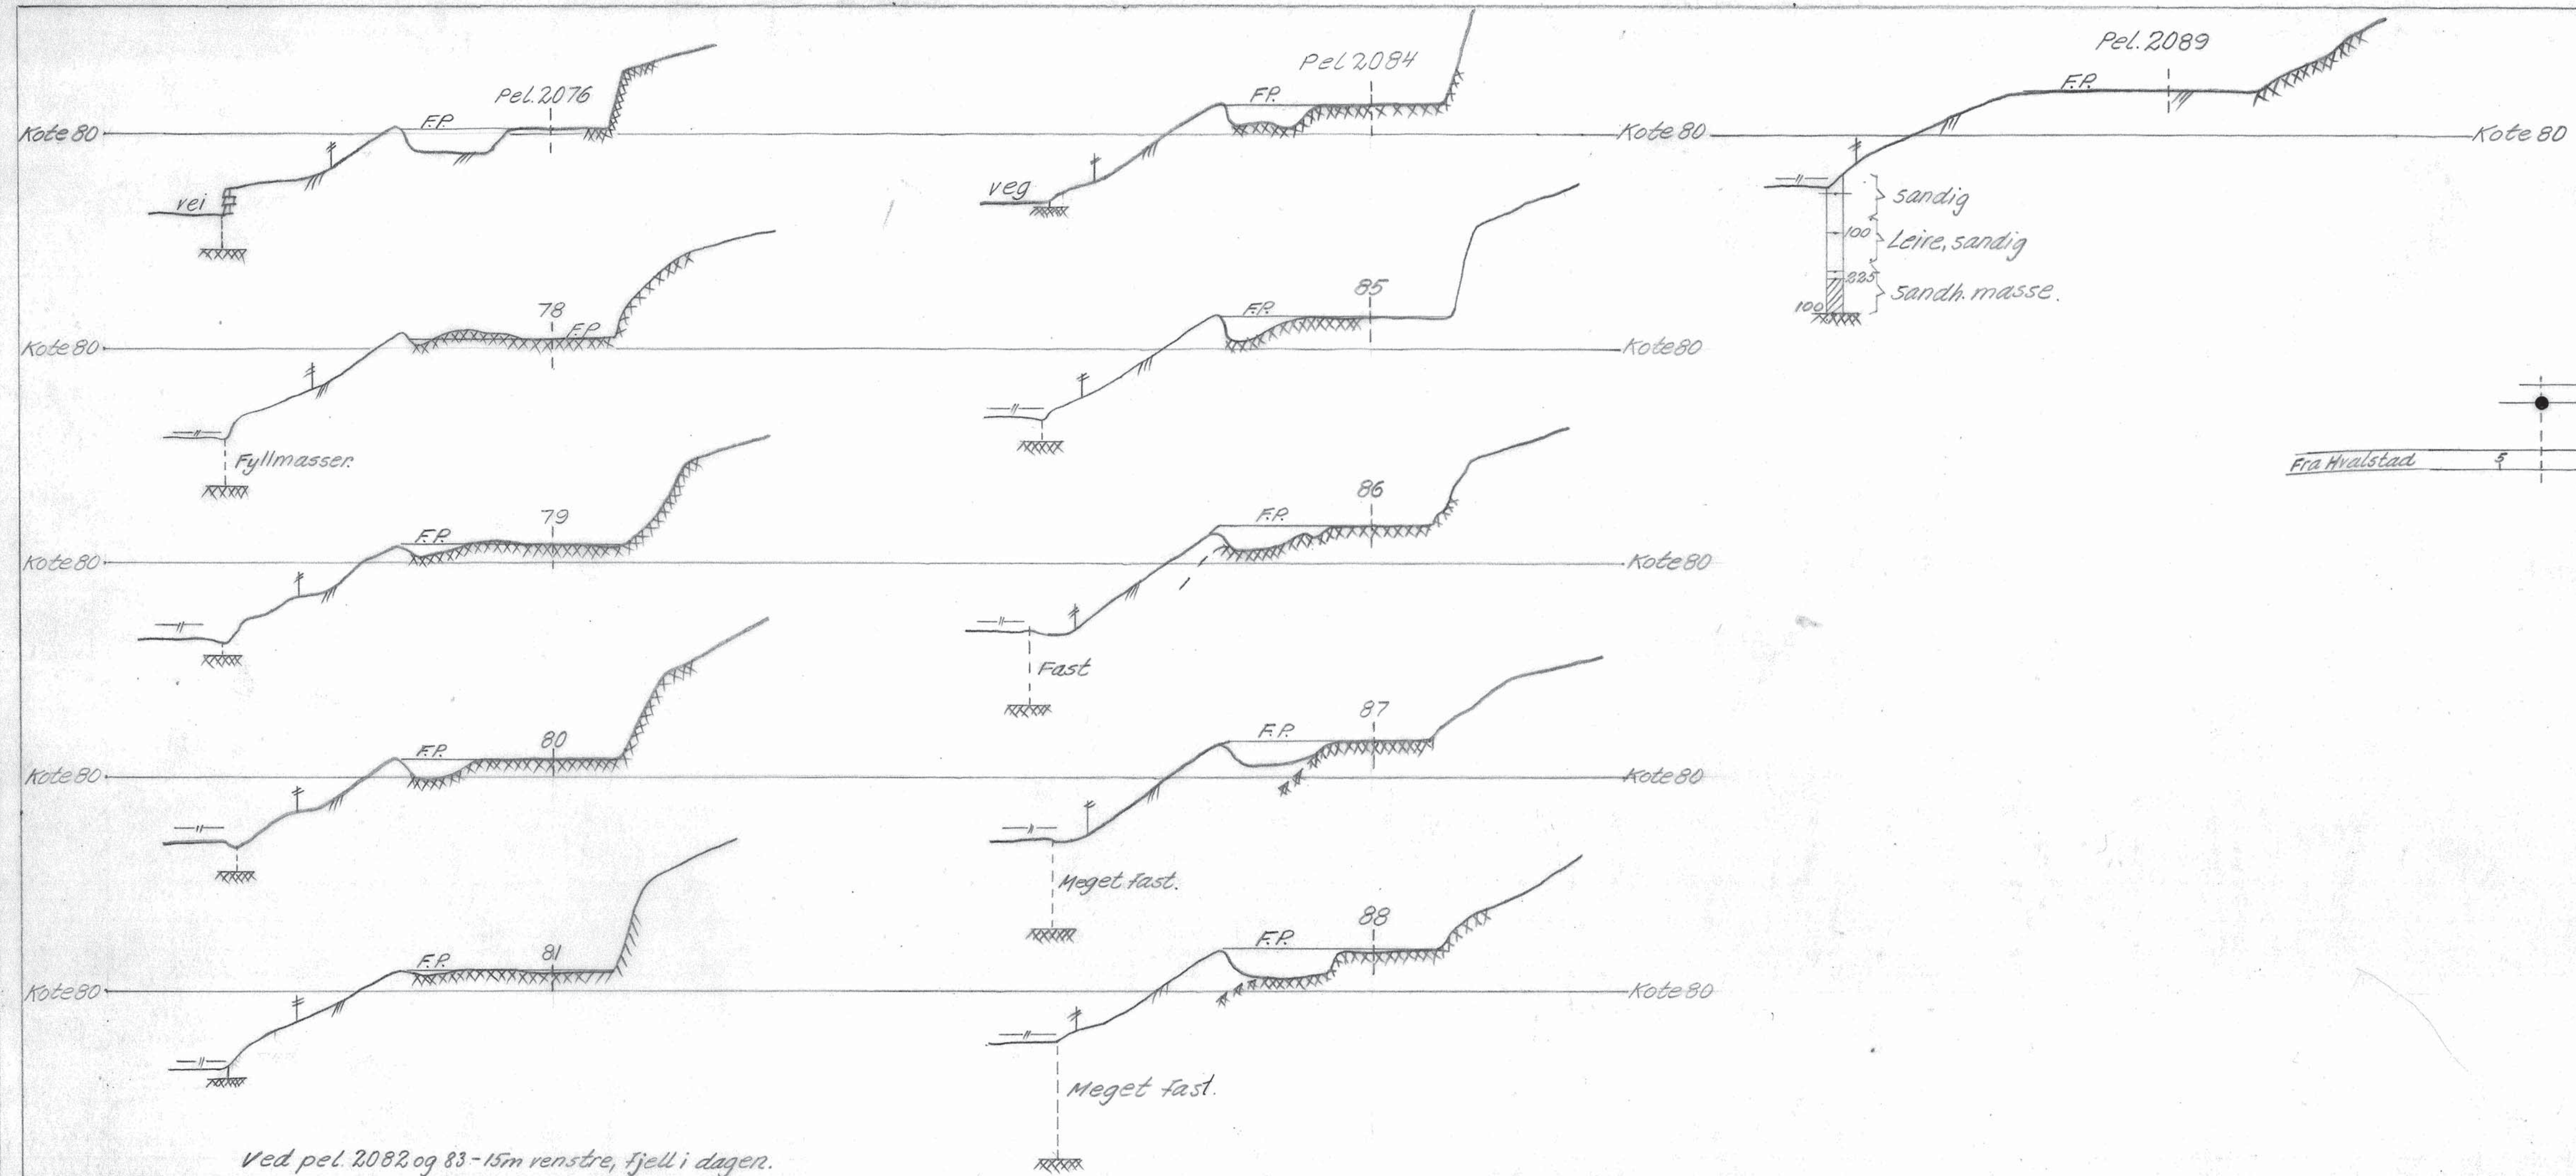 Pel. 2076
F.P.
Kote 80
vei
78
F.P.
Kote 80
Fyllmasser.
79
F.P.
Kote 80
80
F.P.
Kote 80
81
F.P.
Kote 80
Ved pel. 2082 og 83 - 15m venstre, fjell i dagen.
Pel 2084
F.P.
Kote 80
veg
85
F.P.
Kote 80
86
F.P.
Kote 80
Fast
87
F.P.
Kote 80
Meget fast.
88
F.P.
Kote 80
Meget fast.
Pel. 2089
F.P.
Kote 80
sandig
100
Leire, sandig
225
Sandh. masse.
100
Fra Hvalstad
5